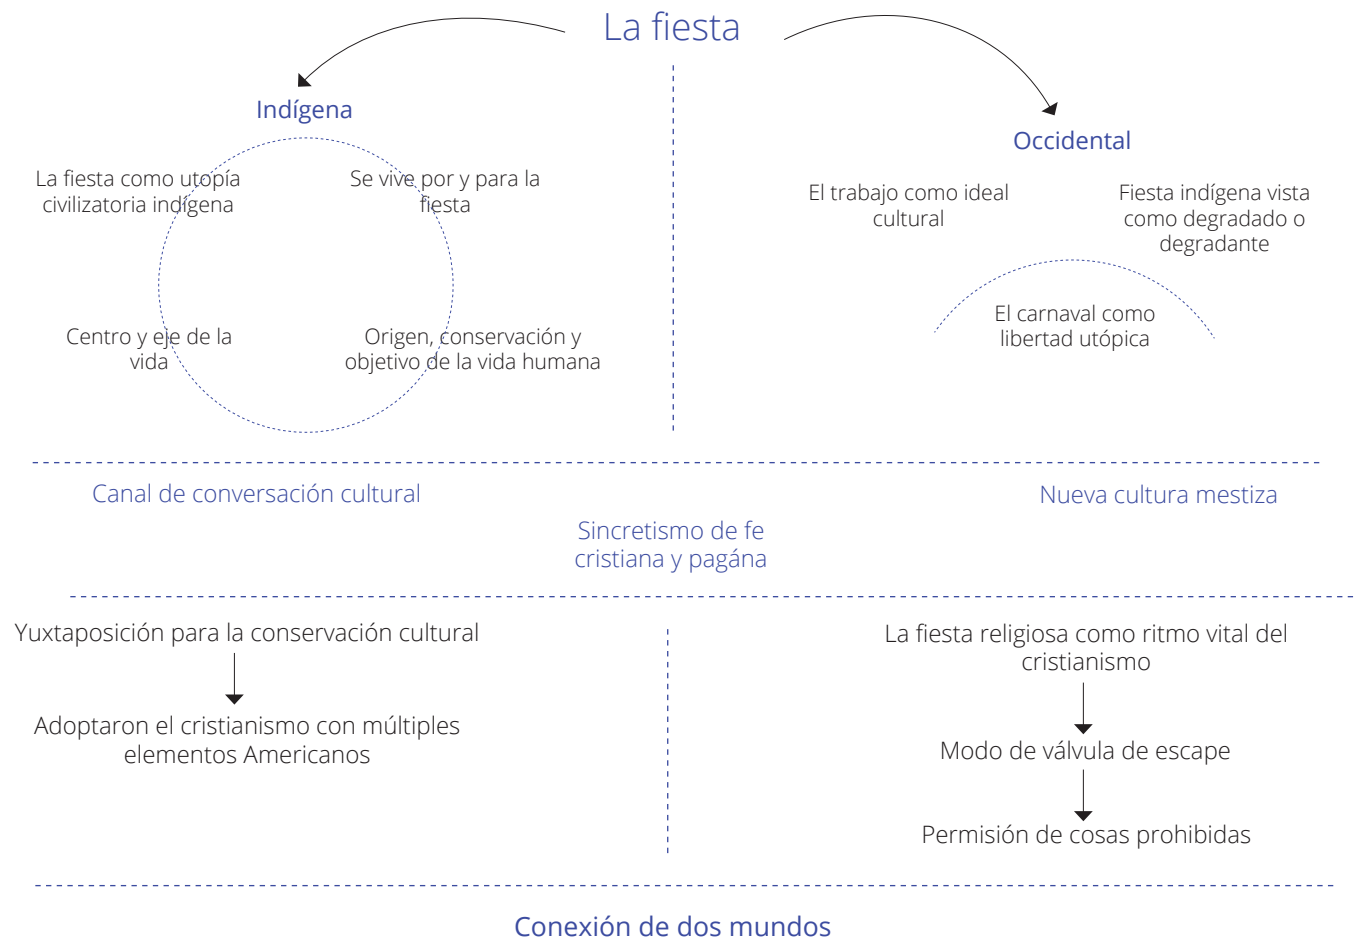 La fiesta
Indígena
La fiesta como utopía
civilizatoria indígena
Se vive por y para la
fiesta
Centro y eje de la
vida
Origen, conservación y
objetivo de la vida humana
Occidental
El trabajo como ideal
cultural
Fiesta indígena vista
como degradado o
degradante
El carnaval como
libertad utópica
Canal de conversación cultural
Sincretismo de fe
cristiana y pagána
Nueva cultura mestiza
Yuxtaposición para la conservación cultural
Adoptaron el cristianismo con múltiples
elementos Americanos
La fiesta religiosa como ritmo vital del
cristianismo
Modo de válvula de escape
Permisión de cosas prohibidas
Conexión de dos mundos